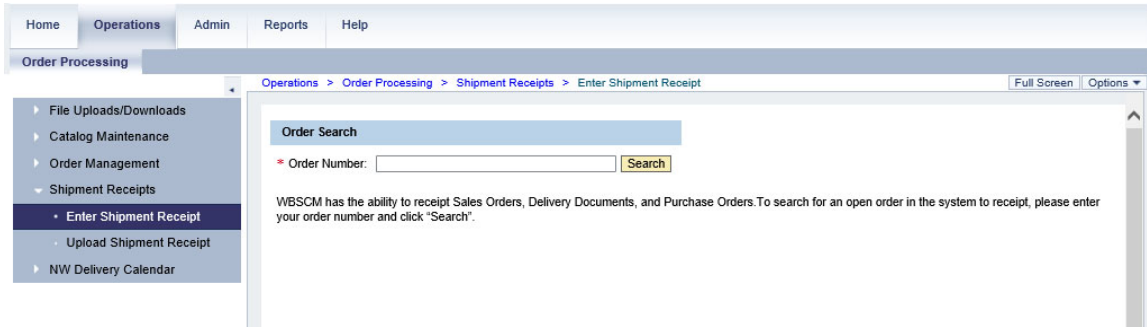 Home Operations Admin Reports Help
Order Processing
Operations > Order Processing > Shipment Receipts > Enter Shipment Receipt
Full Screen Options
File Uploads/Downloads
Catalog Maintenance
Order Management
Shipment Receipts
Enter Shipment Receipt
Upload Shipment Receipt
NW Delivery Calendar
Order Search
* Order Number: Search
WBSCM has the ability to receipt Sales Orders, Delivery Documents, and Purchase Orders.To search for an open order in the system to receipt, please enter
your order number and click “Search”.